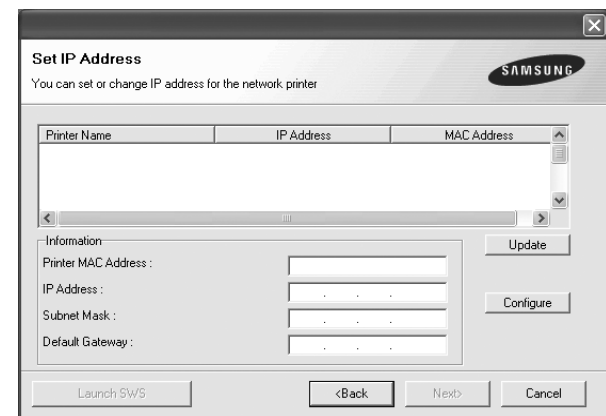 Set IP Address
You can set or change IP address for the network printer
SAMSUNG
Printer Name IP Address MAC Address
Information
Update
Printer MAC Address :
IP Address : . . .
Configure
Subnet Mask : . . .
Default Gateway : . . .
Launch SWS <Back Next> Cancel